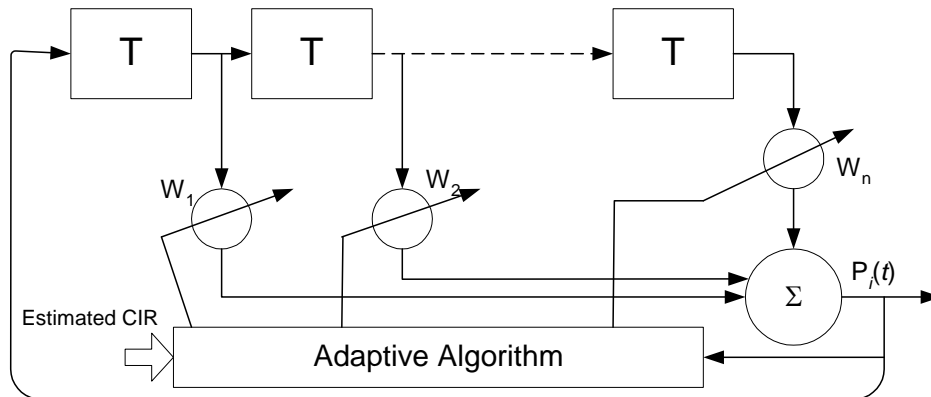 T T T
W1 W2 Wn
Pi(t)
Σ
Estimated CIR
Adaptive Algorithm